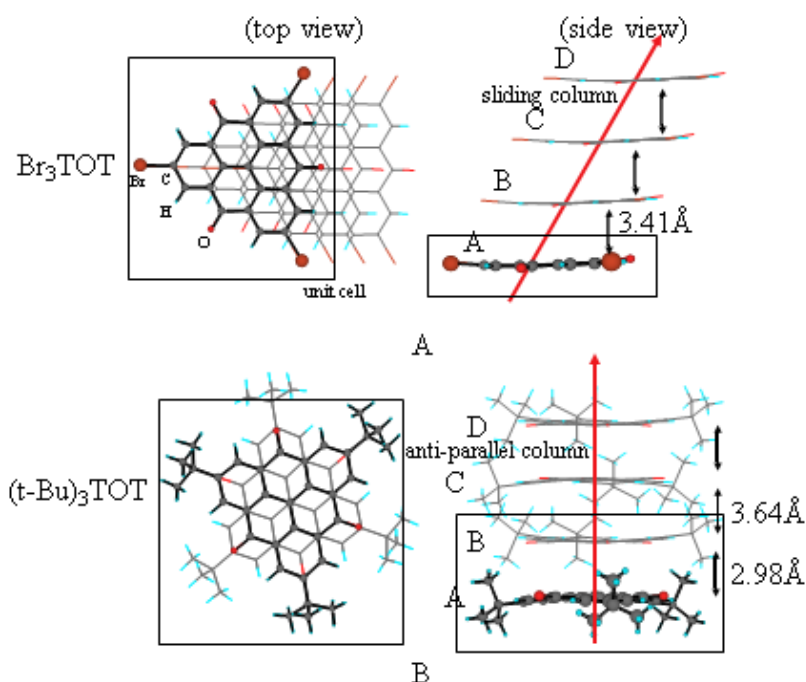 (top view)
(side view)
D
sliding column
C
Br₃TOT
Br
C
B
H
3.41Å
O
A
unit cell
A
D
anti-parallel column
(t-Bu)₃TOT
C
3.64Å
B
2.98Å
A
B